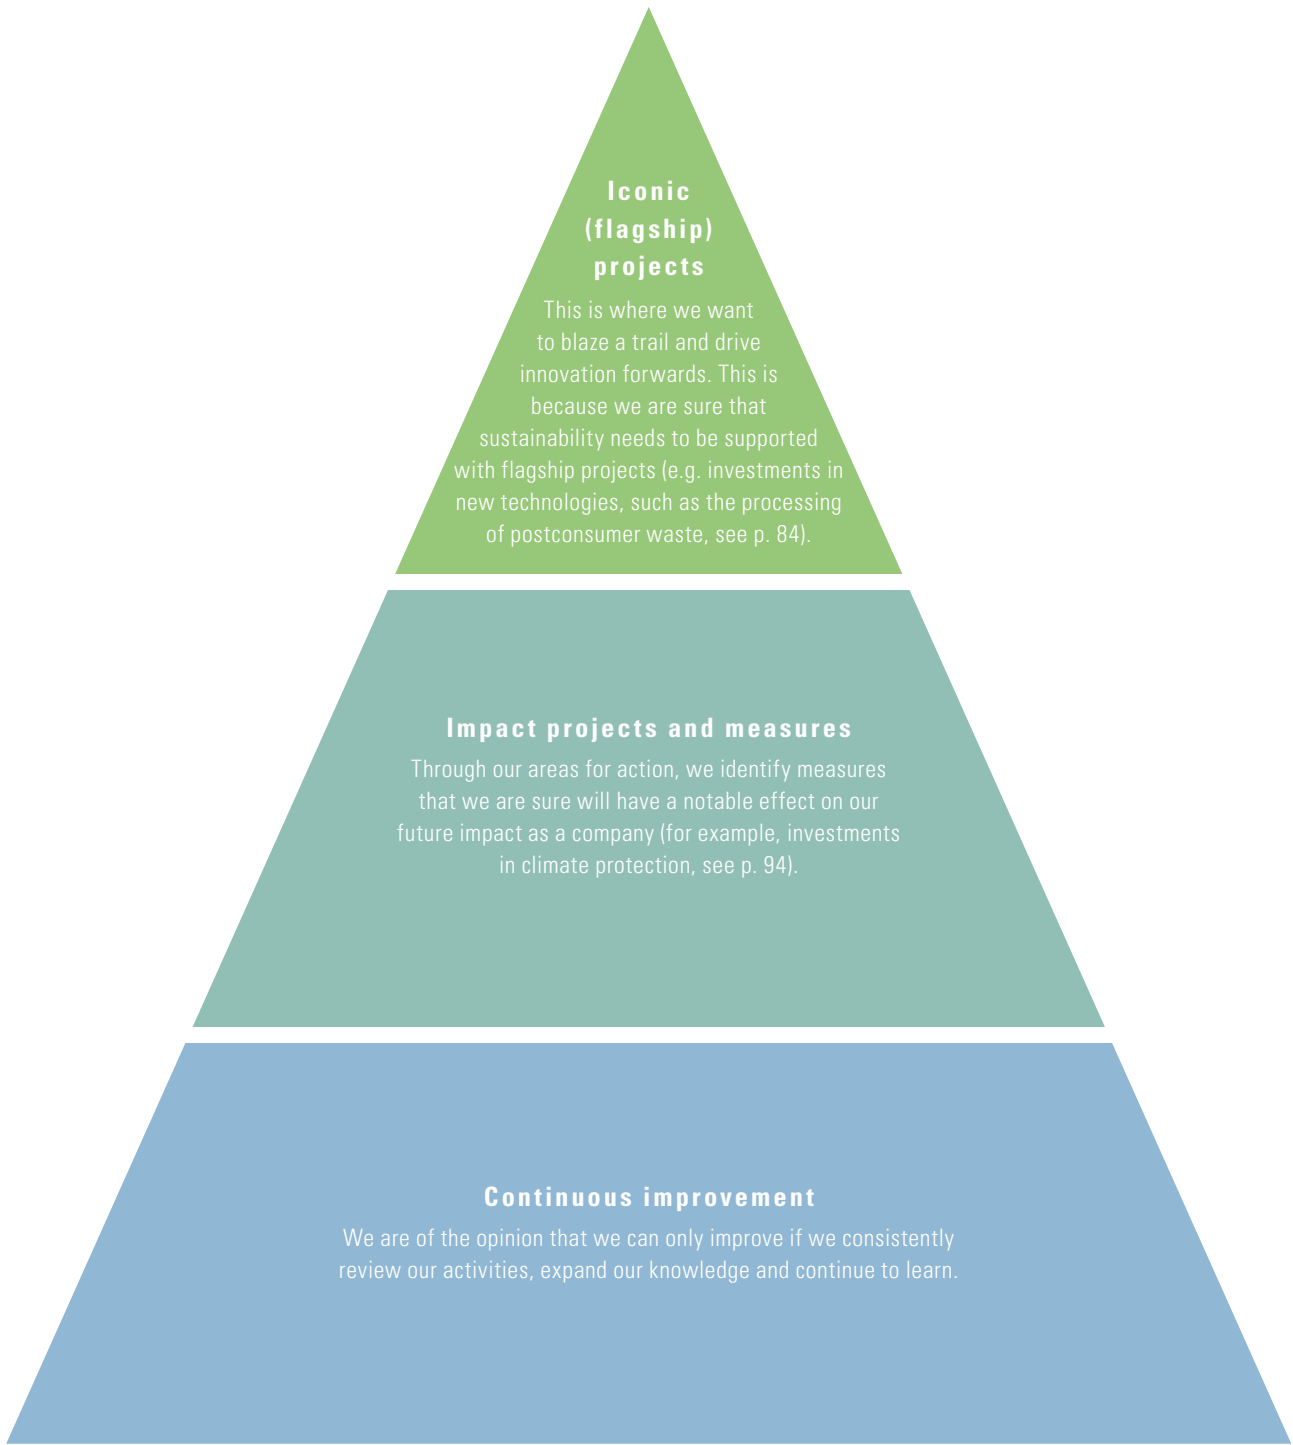 Iconic
(flagship)
projects
This is where we want
to blaze a trail and drive
innovation forwards. This is
because we are sure that
sustainability needs to be supported
with flagship projects (e.g. investments in
new technologies, such as the processing
of postconsumer waste, see p. 84).
Impact projects and measures
Through our areas for action, we identify measures
that we are sure will have a notable effect on our
future impact as a company (for example, investments
in climate protection, see p. 94).
Continuous improvement
We are of the opinion that we can only improve if we consistently
review our activities, expand our knowledge and continue to learn.